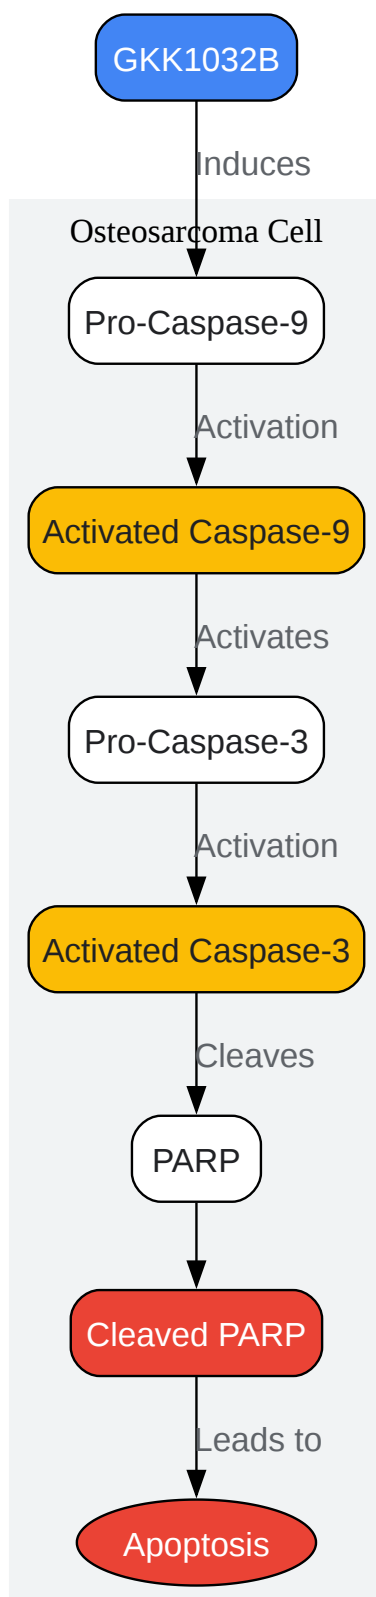 GKK1032B
Induces
Osteosarcoma Cell
Pro-Caspase-9
Activation
Activated Caspase-9
Activates
Pro-Caspase-3
Activation
Activated Caspase-3
Cleaves
PARP
Cleaved PARP
Leads to
Apoptosis